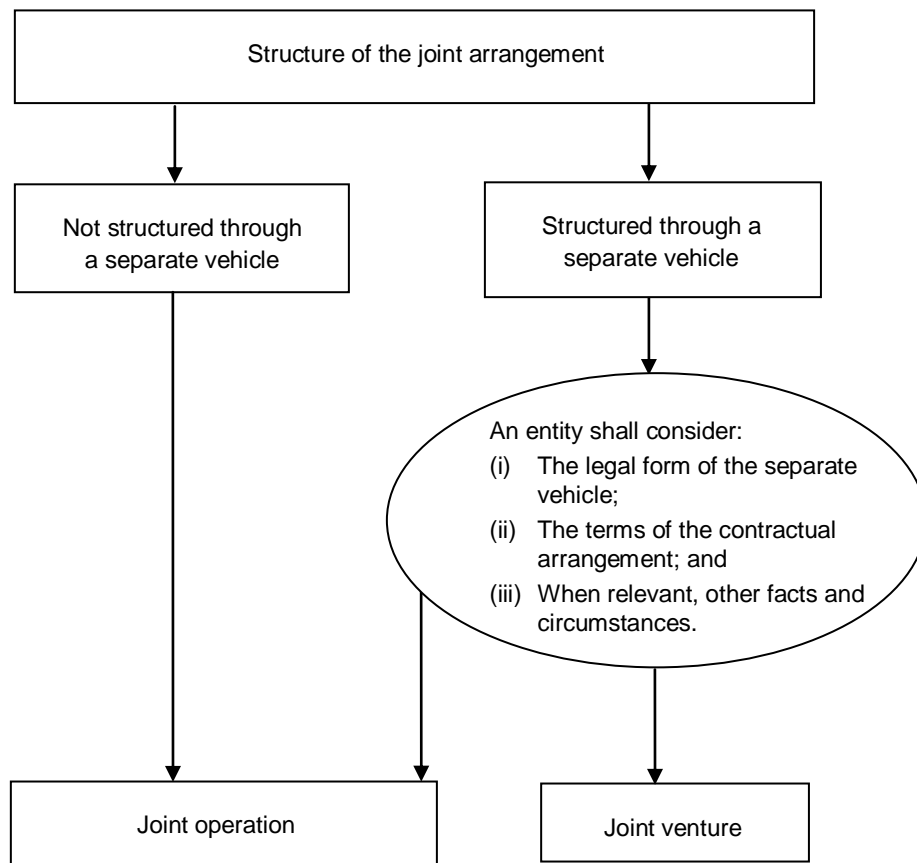 Structure of the joint arrangement
Not structured through
a separate vehicle
Structured through a
separate vehicle
An entity shall consider:
(i) The legal form of the separate
vehicle;
(ii) The terms of the contractual
arrangement; and
(iii) When relevant, other facts and
circumstances.
Joint operation
Joint venture